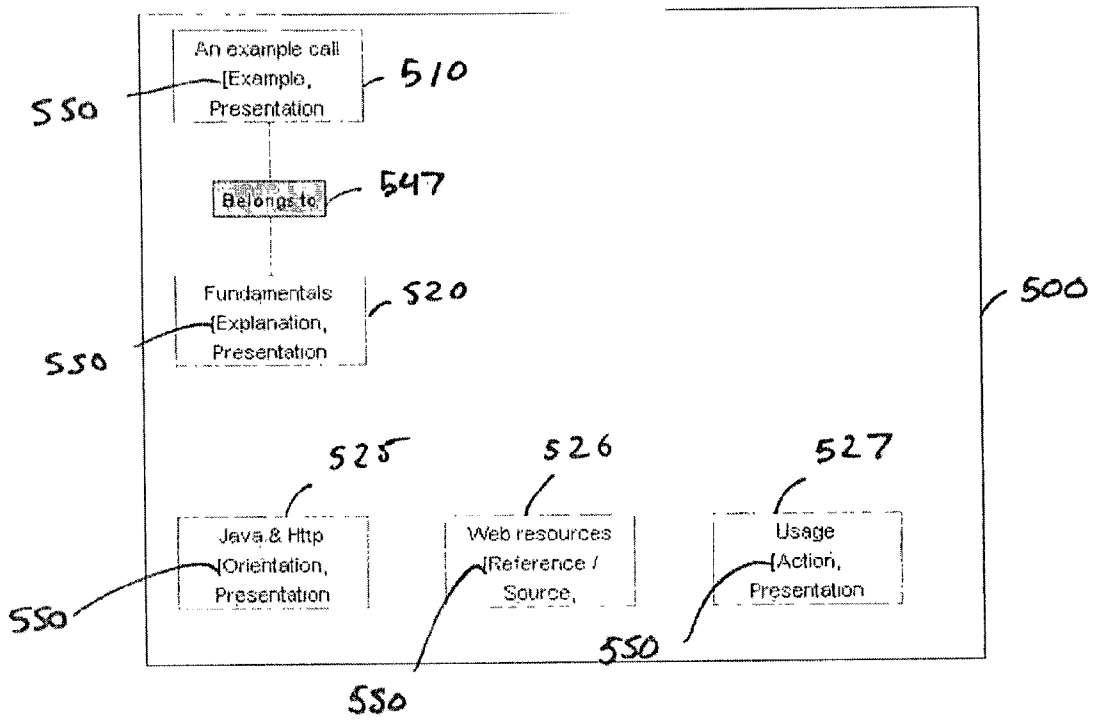 An example call
[Example,
Presentation
510
550
Belongs to
547
Fundamentals
[Explanation,
Presentation
520
500
550
525
526
527
Java & Http
[Orientation,
Presentation
Web resources
[Reference /
Source,
Usage
[Action,
Presentation
550
550
550